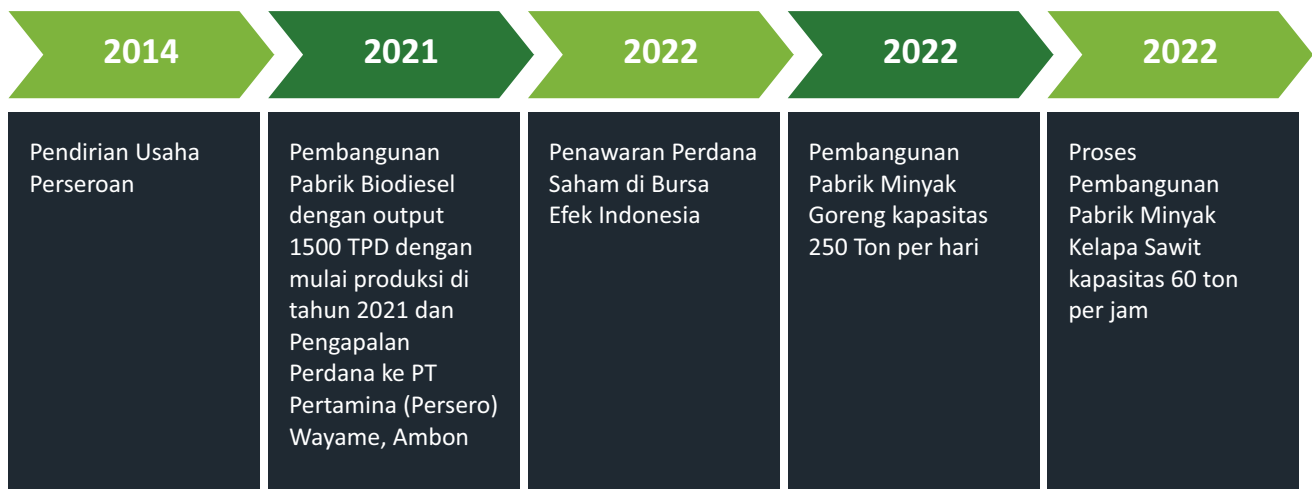 2014
Pendirian Usaha
Perseroan
2021
Pembangunan
Pabrik Biodiesel
dengan output
1500 TPD dengan
mulai produksi di
tahun 2021 dan
Pengapalan
Perdana ke PT
Pertamina (Persero)
Wayame, Ambon
2022
Penawaran Perdana
Saham di Bursa
Efek Indonesia
2022
Pembangunan
Pabrik Minyak
Goreng kapasitas
250 Ton per hari
2022
Proses
Pembangunan
Pabrik Minyak
Kelapa Sawit
kapasitas 60 ton
per jam